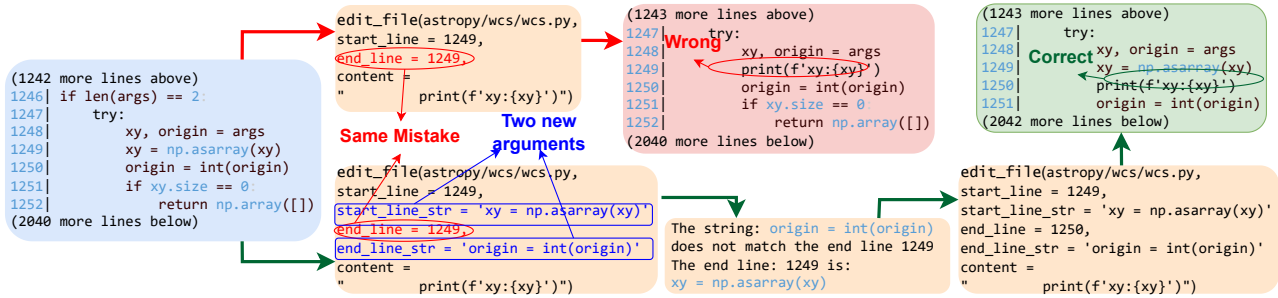 (1242 more lines above)
1246| if len(args) == 2:
1247|     try:
1248|         xy, origin = args
1249|         xy = np.asarray(xy)
1250|         origin = int(origin)
1251|         if xy.size == 0:
1252|             return np.array([])
(2040 more lines below)
edit_file(astropy/wcs/wcs.py,
start_line = 1249,
end_line = 1249,
content =
"        print(f'xy:{xy}')")
Same Mistake
Two new
arguments
edit_file(astropy/wcs/wcs.py,
start_line = 1249,
start_line_str = 'xy = np.asarray(xy)'
end_line = 1249,
end_line_str = 'origin = int(origin)'
content =
"        print(f'xy:{xy}')")
(1243 more lines above)
1247|     try:
1248|         xy, origin = args
1249|         print(f'xy:{xy}')
1250|         origin = int(origin)
1251|         if xy.size == 0:
1252|             return np.array([])
(2040 more lines below)
Wrong
The string: origin = int(origin)
does not match the end line 1249
The end line: 1249 is:
xy = np.asarray(xy)
edit_file(astropy/wcs/wcs.py,
start_line = 1249,
start_line_str = 'xy = np.asarray(xy)'
end_line = 1250,
end_line_str = 'origin = int(origin)'
content =
"        print(f'xy:{xy}')")
(1243 more lines above)
1247|     try:
1248|         xy, origin = args
1249|         xy = np.asarray(xy)
1250|         print(f'xy:{xy}')
1251|         origin = int(origin)
(2042 more lines below)
Correct